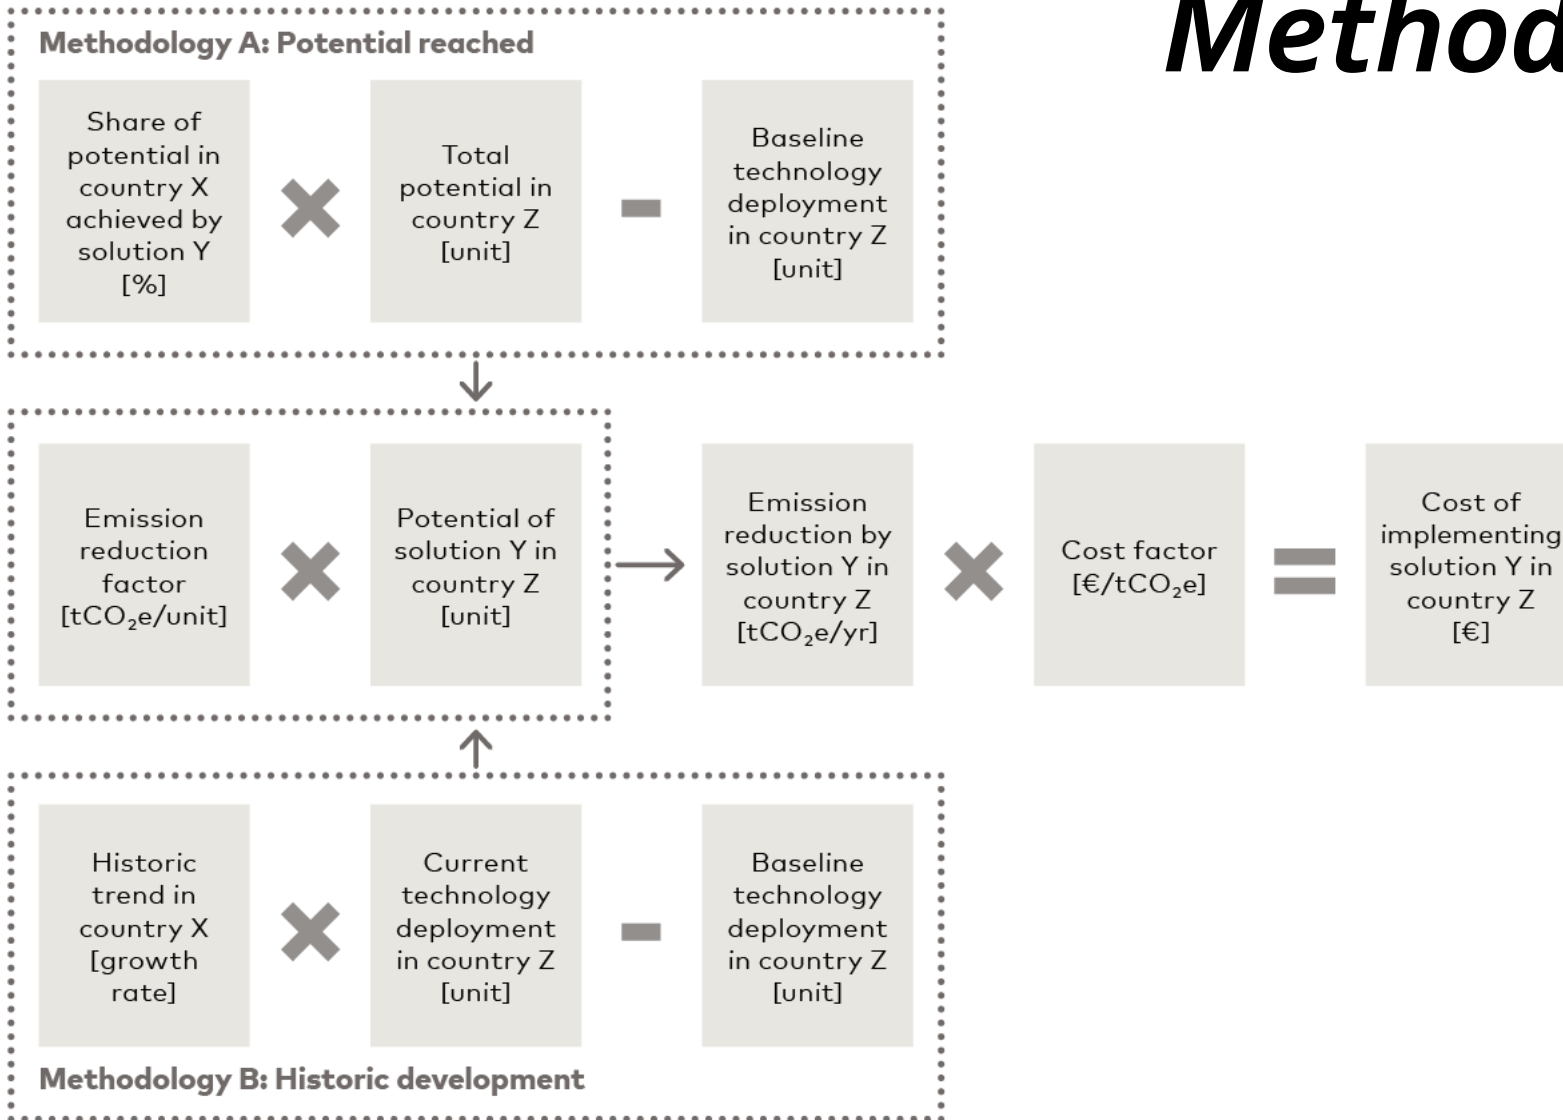 Method
Methodology A: Potential reached
Share of
potential in
country X
achieved by
solution Y
[%]
Total
potential in
country Z
[unit]
Baseline
technology
deployment
in country Z
[unit]
Emission
reduction
factor
[tCO₂e/unit]
Potential of
solution Y in
country Z
[unit]
Emission
reduction by
solution Y in
country Z
[tCO₂e/yr]
Cost factor
[€/tCO₂e]
Cost of
implementing
solution Y in
country Z
[€]
Historic
trend in
country X
[growth
rate]
Current
technology
deployment
in country Z
[unit]
Baseline
technology
deployment
in country Z
[unit]
Methodology B: Historic development